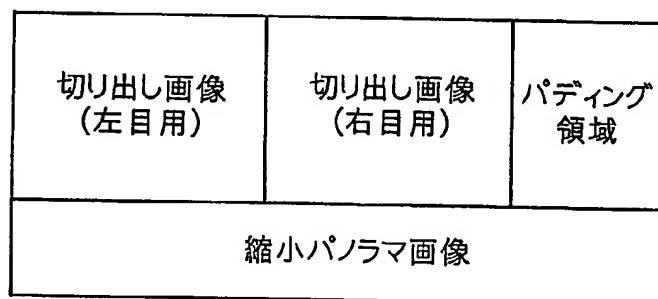 切り出し画像
(左目用)
切り出し画像
(右目用)
パディング
領域
縮小パノラマ画像